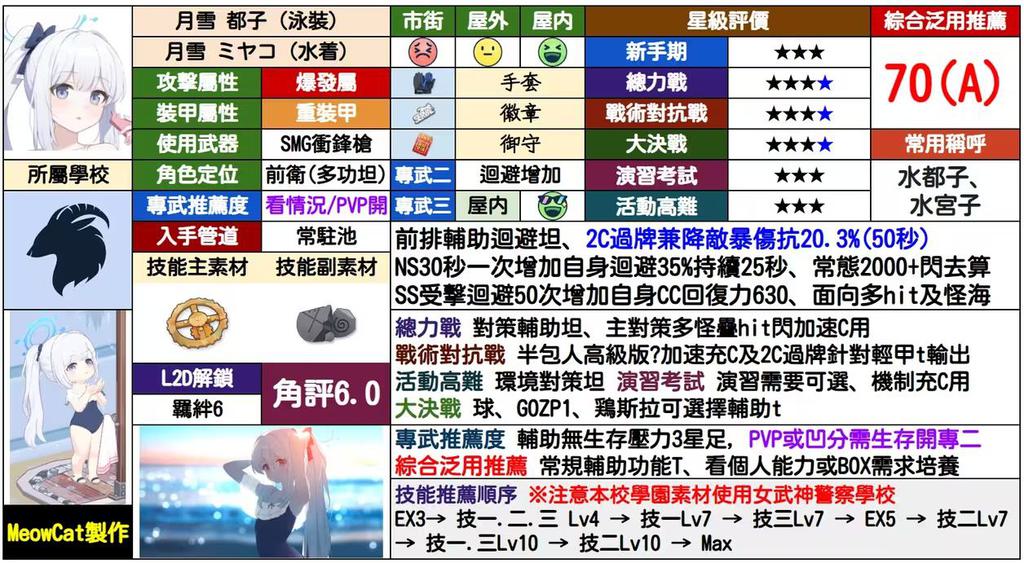 月雪 都子 (泳裝)
月雪 ミヤコ (水着)
市街 屋外 屋内
星級評價
綜合泛用推薦
新手期 ★★★
70(A)
攻擊屬性 爆發屬
手套
總力戰 ★★★★
裝甲屬性 重裝甲
徽章
戰術對抗戰 ★★★★
使用武器 SMG衝鋒槍
御守
大決戰 ★★★★
常用稱呼
所屬學校
角色定位 前衛(多功坦)
專武二 迴避增加
演習考試 ★★★
水都子、
水宮子
專武推薦度 看情況/PVP開
專武三 屋内
活動高難 ★★★
入手管道 常駐池
前排輔助迴避坦、2C過牌兼降敵暴傷抗20.3%(50秒)
NS30秒一次增加自身迴避35%持續25秒、常態2000+閃去算
SS受擊迴避50次增加自身CC回復力630、面向多hit及怪海
技能主素材 技能副素材
總力戰 對策輔助坦、主對策多怪疊hit閃加速C用
戰術對抗戰 半包人高級版?加速充C及2C過牌針對輕甲t輸出
活動高難 環境對策坦 演習考試 演習需要可選、機制充C用
大決戰 球、GOZP1、鶏斯拉可選擇輔助t
L2D解鎖
羈絆6
角評6.0
專武推薦度 輔助無生存壓力3星足, PVP或凹分需生存開專二
綜合泛用推薦 常規輔助功能T、看個人能力或BOX需求培養
技能推薦順序 ※注意本校學園素材使用女武神警察學校
EX3→ 技一.二.三 Lv4 → 技一Lv7 → 技三Lv7 → EX5 → 技二Lv7
→ 技一.三Lv10 → 技二Lv10 → Max
MeowCat製作